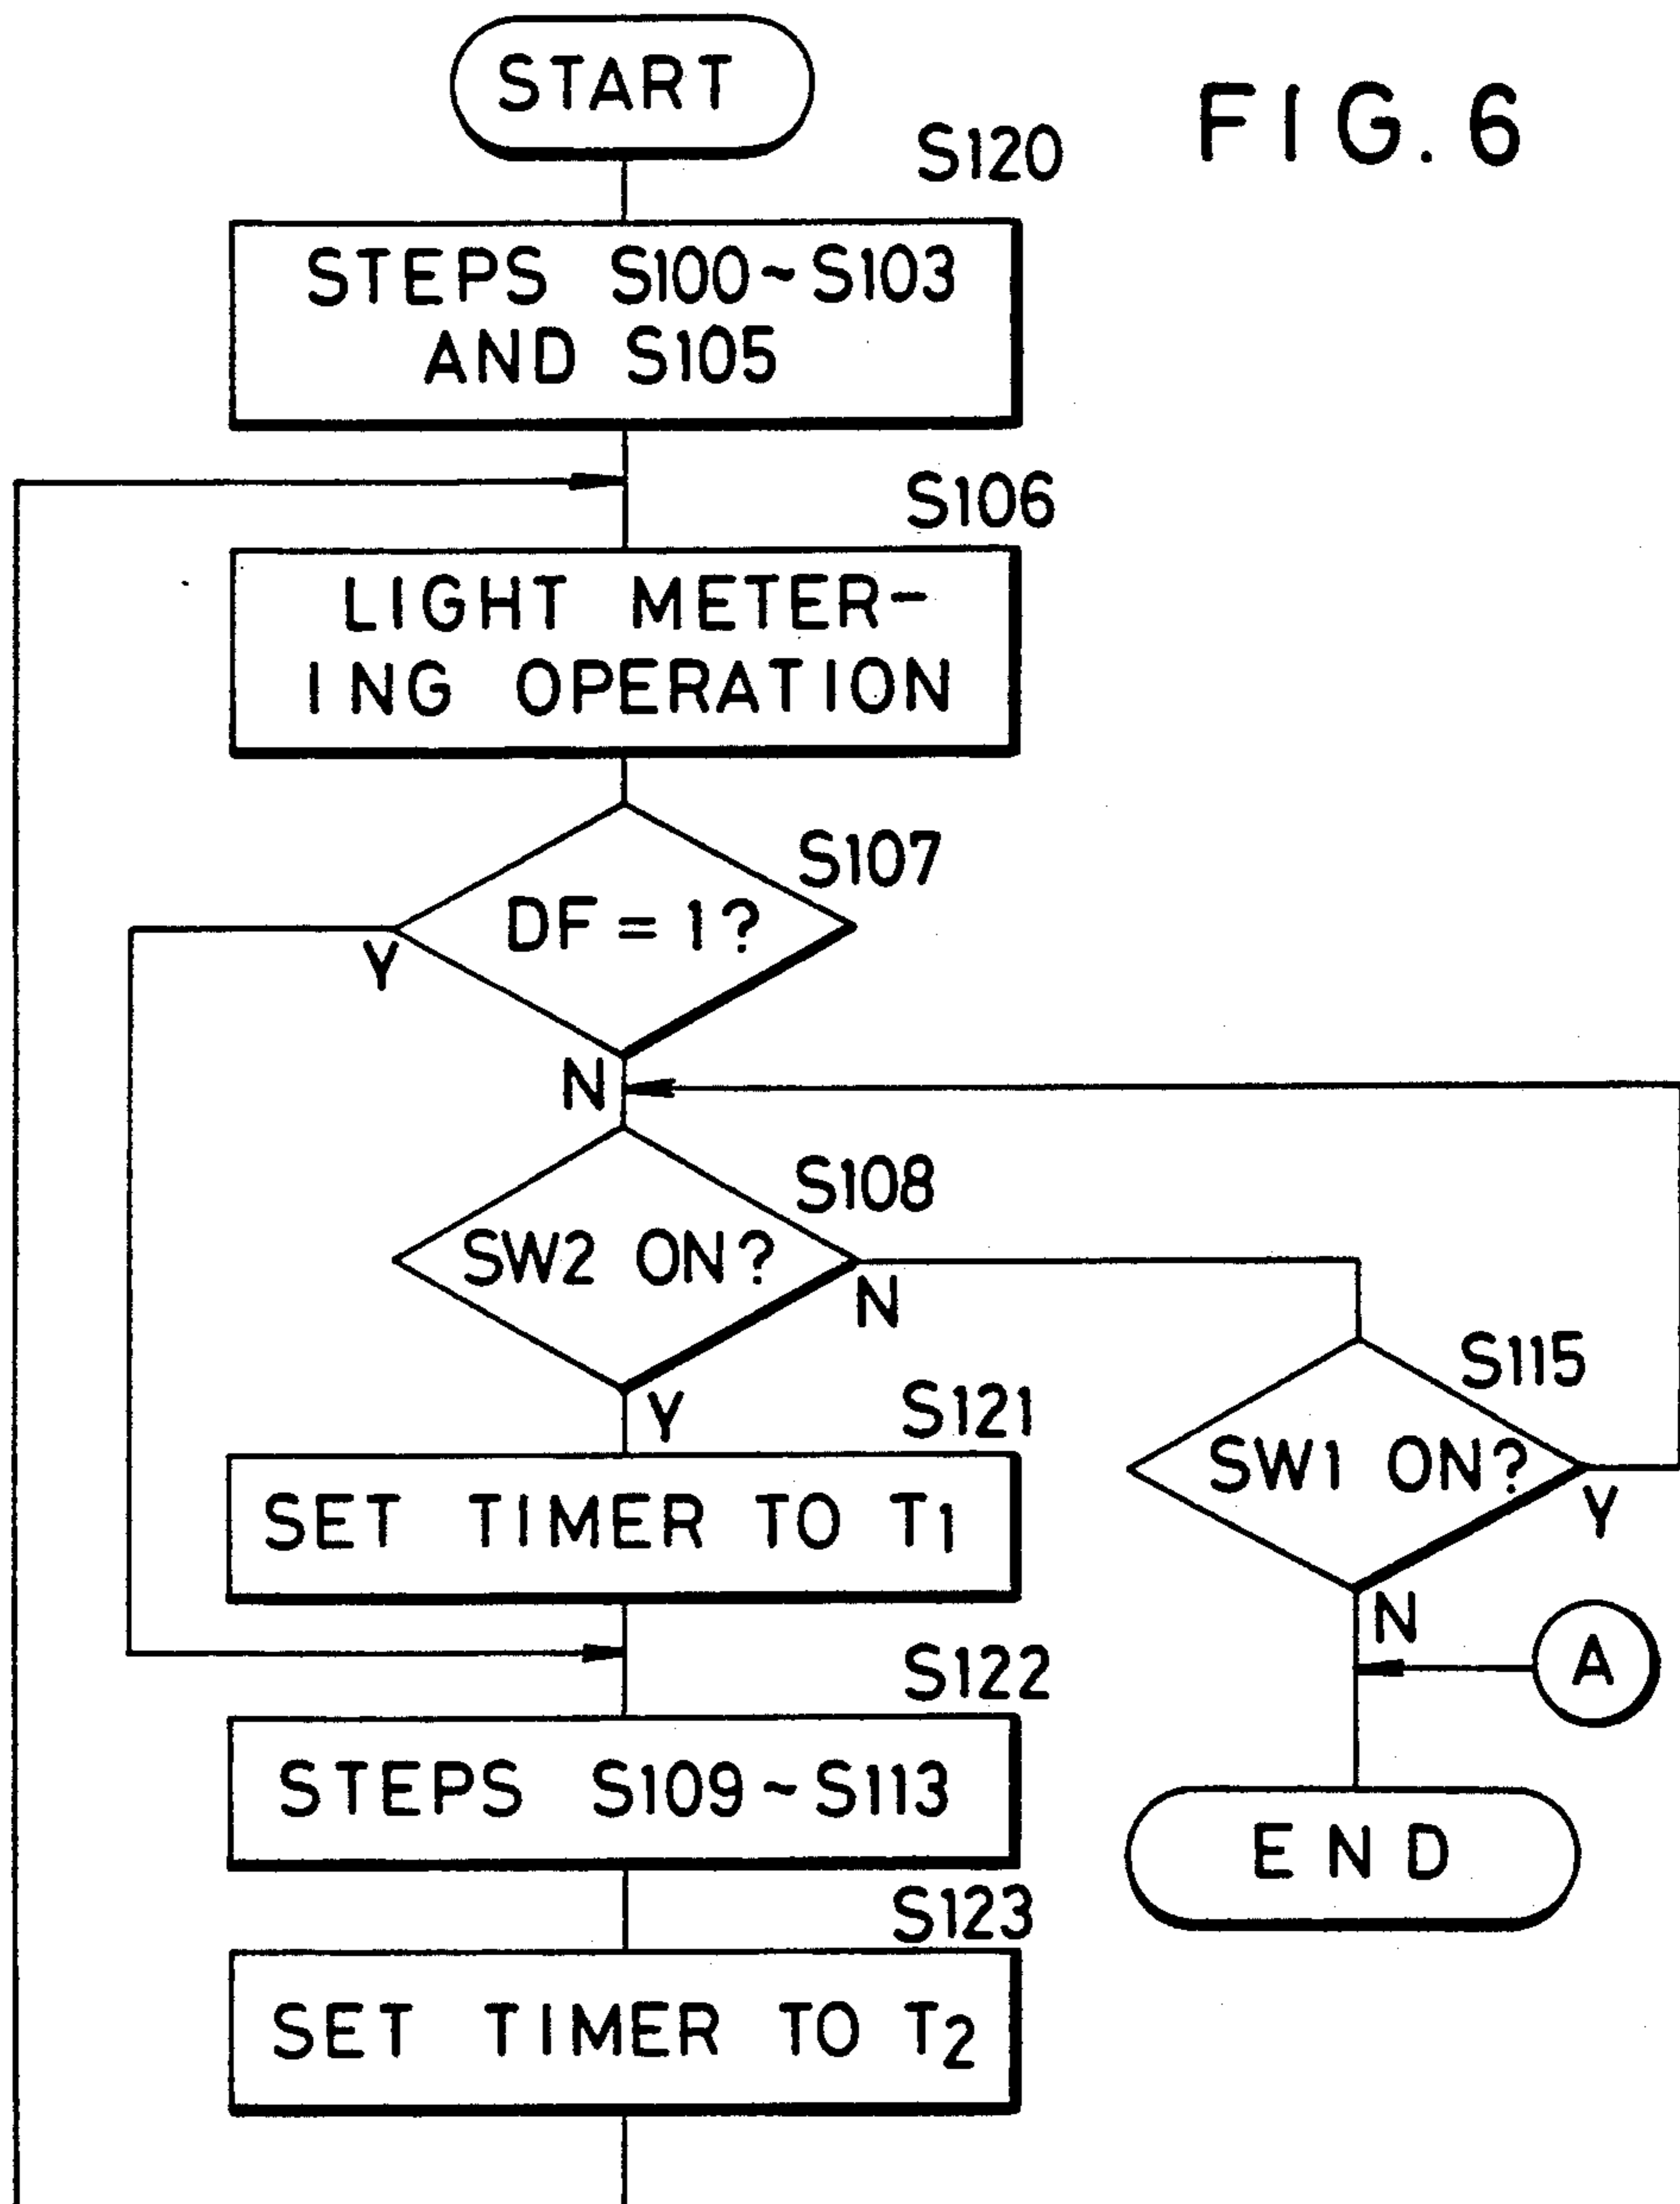 START
FIG. 6
S120
STEPS S100~S103
AND S105
S106
LIGHT METER-
ING OPERATION
S107
DF = 1 ?
Y
N
S108
SW2 ON?
N
Y
S115
SW1 ON?
Y
N
S121
SET TIMER TO T1
A
S122
STEPS S109~S113
END
S123
SET TIMER TO T2